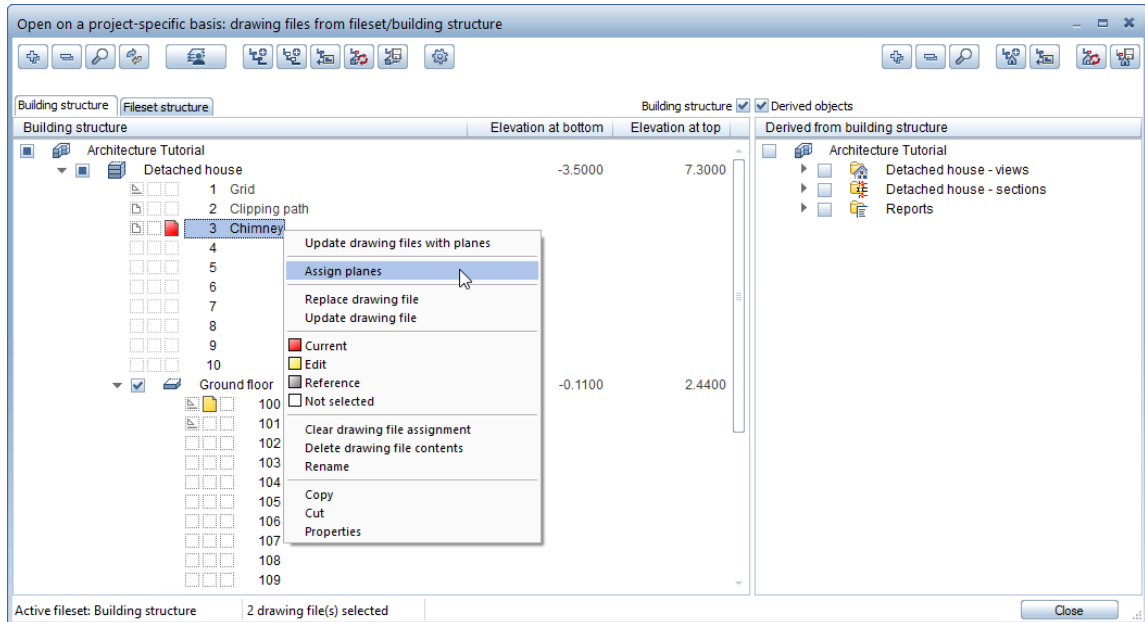 Open on a project-specific basis: drawing files from fileset/building structure
Building structure Fileset structure Building structure Derived objects
Building structure Elevation at bottom Elevation at top Derived from building structure
Architecture Tutorial Architecture Tutorial
Detached house -3.5000 7.3000 Detached house - views
1 Grid Detached house - sections
2 Clipping path Reports
3 Chimney
Update drawing files with planes
4
Assign planes
5
6
Replace drawing file
7
Update drawing file
8
9 Current
10 Edit
Ground floor Reference -0.1100 2.4400
100 Not selected
101
Clear drawing file assignment
102 Delete drawing file contents
103 Rename
104
105 Copy
106 Cut
107 Properties
108
109
Active fileset: Building structure 2 drawing file(s) selected Close